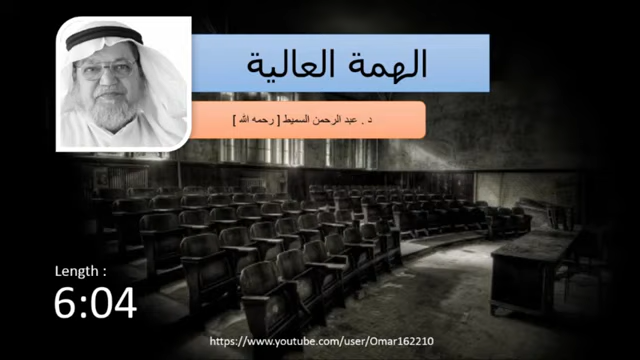 الهمة العالية
د . عبد الرحمن السميط [ رحمه الله ]
Length :
6:04
https://www.youtube.com/user/Omar162210